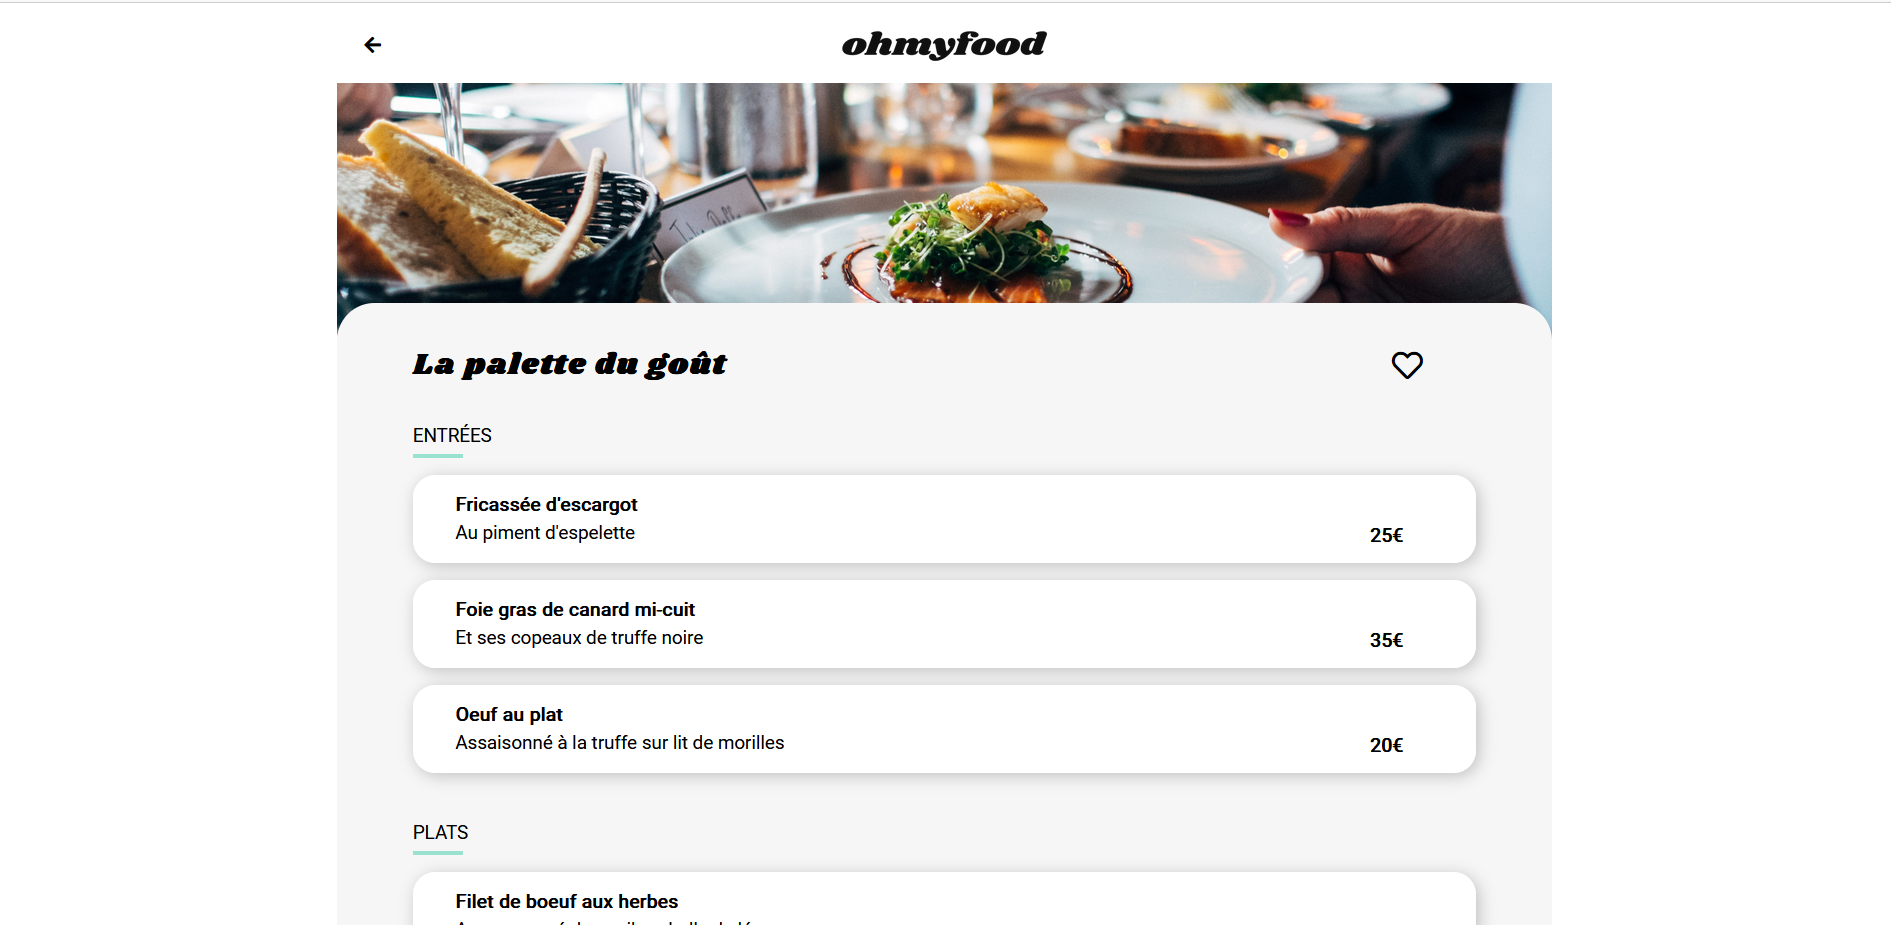 ohmyfood
La palette du goût
ENTRÉES
Fricassée d'escargot
Au piment d'espelette
25€
Foie gras de canard mi-cuit
Et ses copeaux de truffe noire
35€
Oeuf au plat
Assaisonné à la truffe sur lit de morilles
20€
PLATS
Filet de boeuf aux herbes